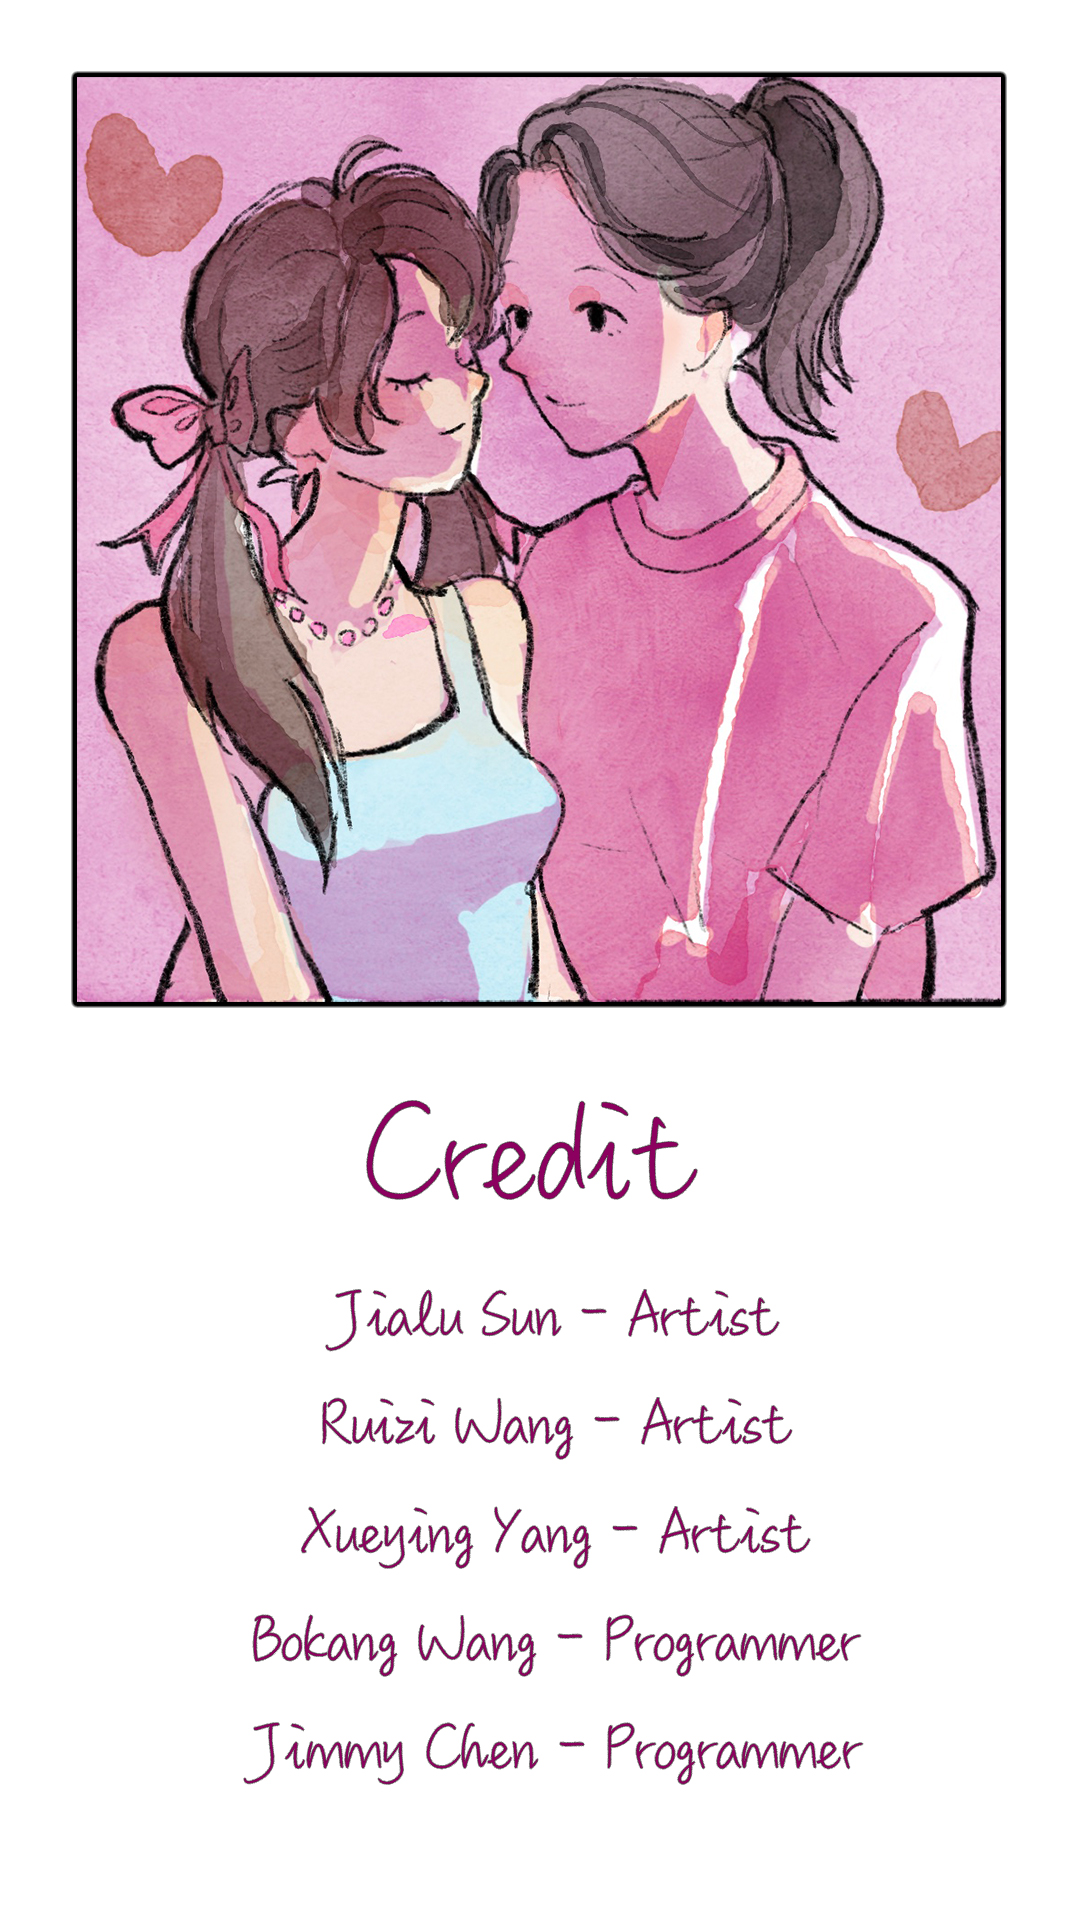 Credit
Jialu Sun - Artist
Ruizi Wang - Artist
Xueying Yang - Artist
Bokang Wang - Programmer
Jimmy Chen - Programmer